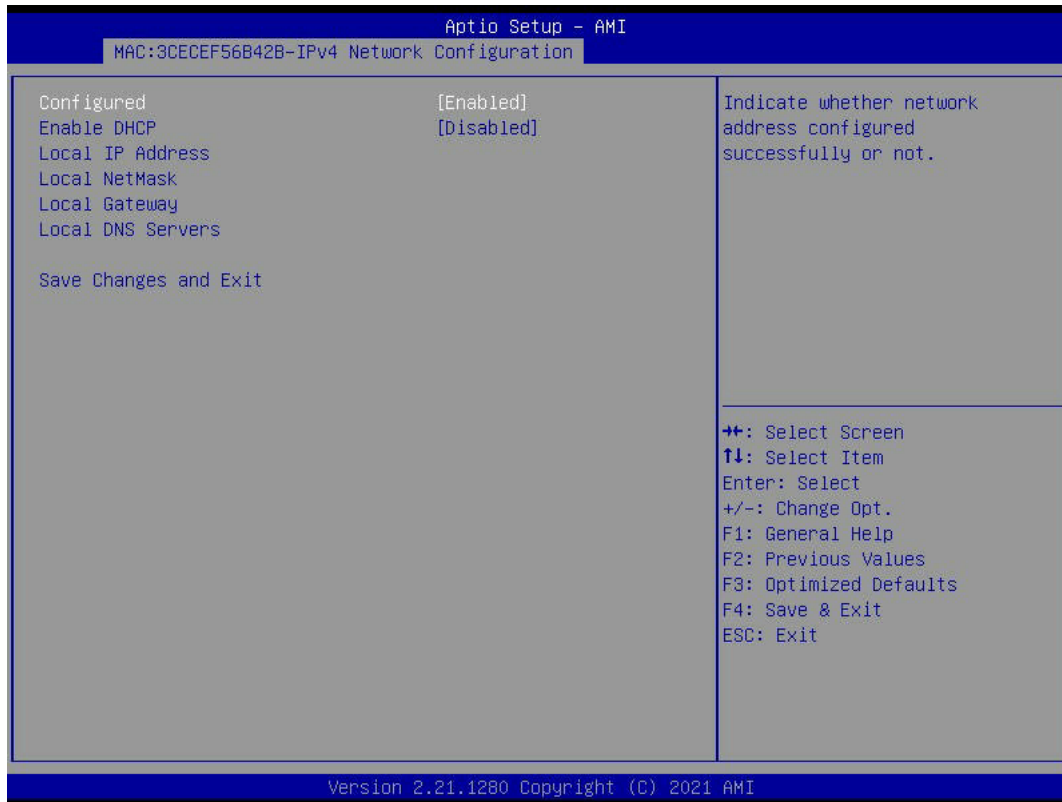 Aptio Setup – AMI
MAC:3CECEF56B42B-IPv4 Network Configuration
Configured [Enabled]
Enable DHCP [Disabled]
Local IP Address
Local NetMask
Local Gateway
Local DNS Servers
Save Changes and Exit
Indicate whether network
address configured
successfully or not.
→←: Select Screen
↑↓: Select Item
Enter: Select
+/-: Change Opt.
F1: General Help
F2: Previous Values
F3: Optimized Defaults
F4: Save & Exit
ESC: Exit
Version 2.21.1280 Copyright (C) 2021 AMI